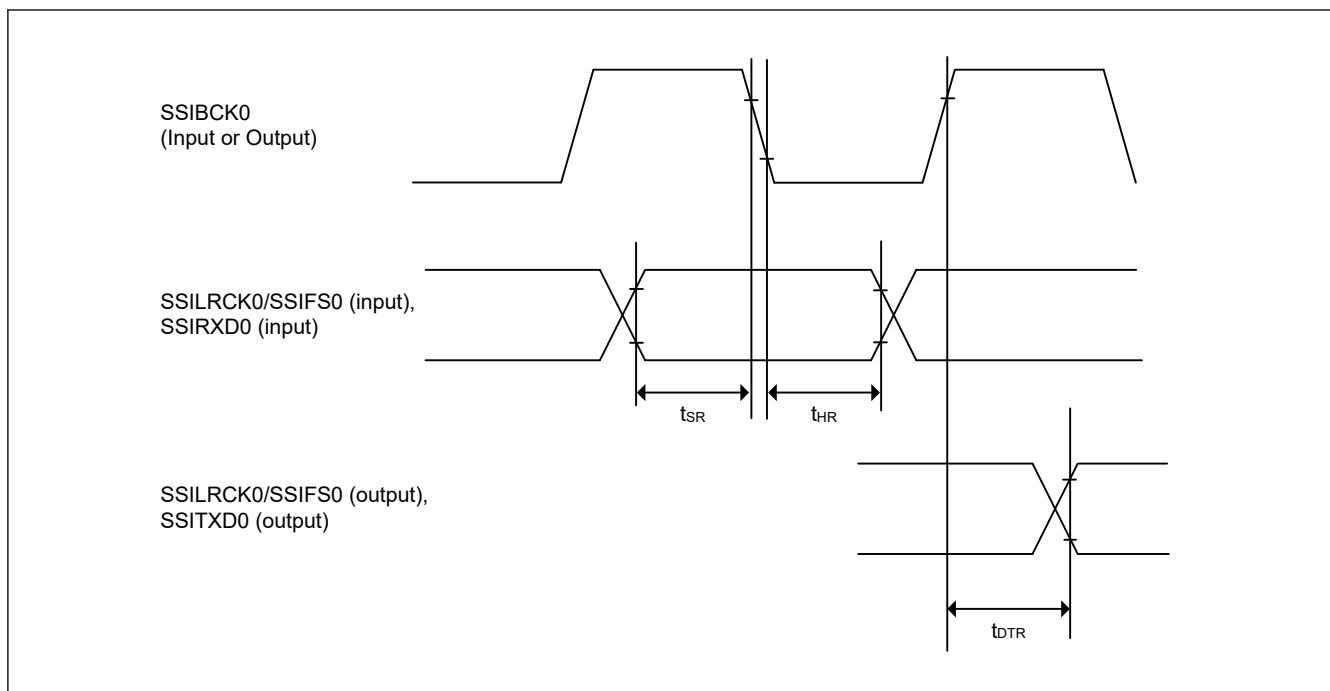 SSIBCK0
(Input or Output)
SSILRCK0/SSIFS0 (input),
SSIRXD0 (input)
tSR
tHR
SSILRCK0/SSIFS0 (output),
SSITXD0 (output)
tDTR